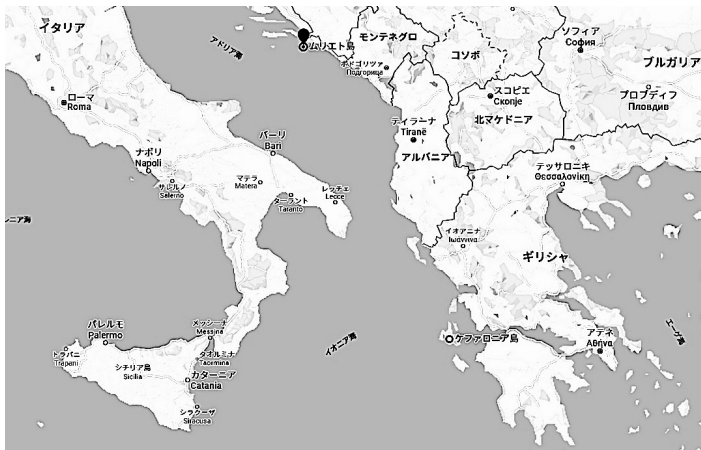 イタリア
ソフィア
София
モンテネグロ
ムリエト島
アドリア海
コソボ
ブルガリア
ポドゴリツァ
Подгорица
プロブディフ
Пловдив
スコピエ
Скопје
ローマ
Roma
ティラーナ
Tiranë
北マケドニア
バーリ
Bari
ナポリ
Napoli
アルバニア
テッサロニキ
Θεσσαλονίκη
マテラ
Matera
サレルノ
Salerno
レッチェ
Lecce
ターラント
Taranto
レニア海
イオアニナ
Ιωάννινα
ギリシャ
パレルモ
Palermo
メッシーナ
Messina
イオニア海
ケファロニア島
アテネ
Αθήνα
エーゲ海
トラパニ
Trapani
タオルミナ
Taormina
シチリア島
Sicilia
カターニア
Catania
シラクーザ
Siracusa